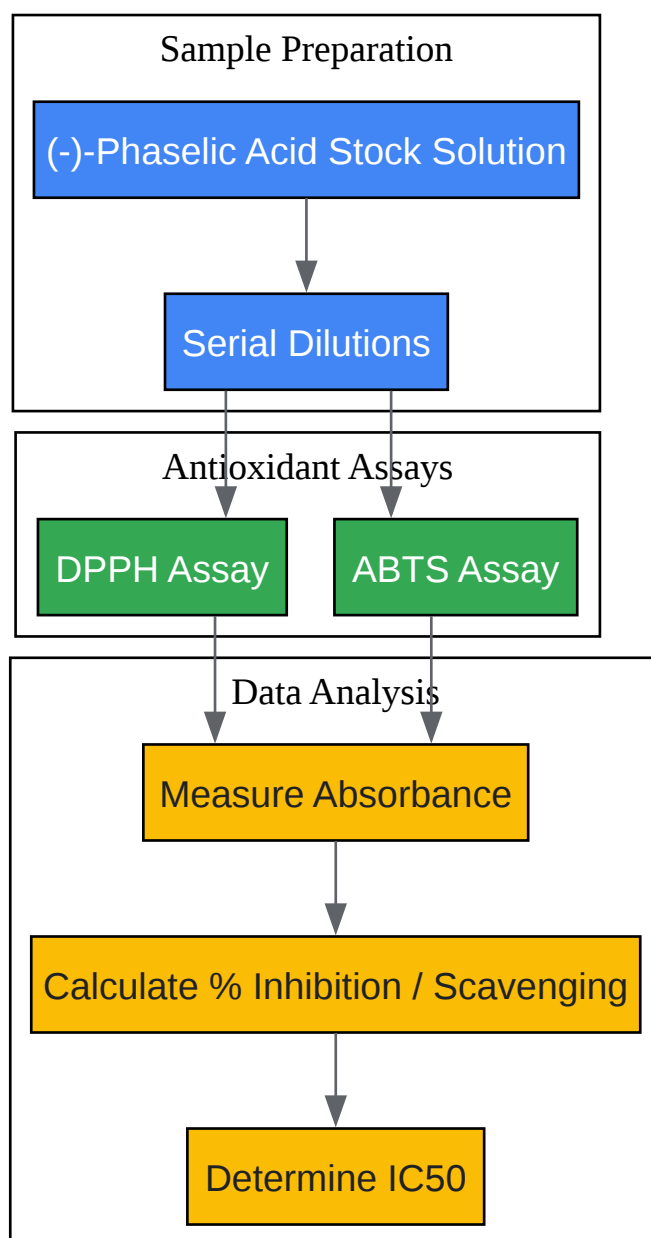 Sample Preparation
(-)-Phaselic Acid Stock Solution
Serial Dilutions
Antioxidant Assays
DPPH Assay
ABTS Assay
Data Analysis
Measure Absorbance
Calculate % Inhibition / Scavenging
Determine IC50